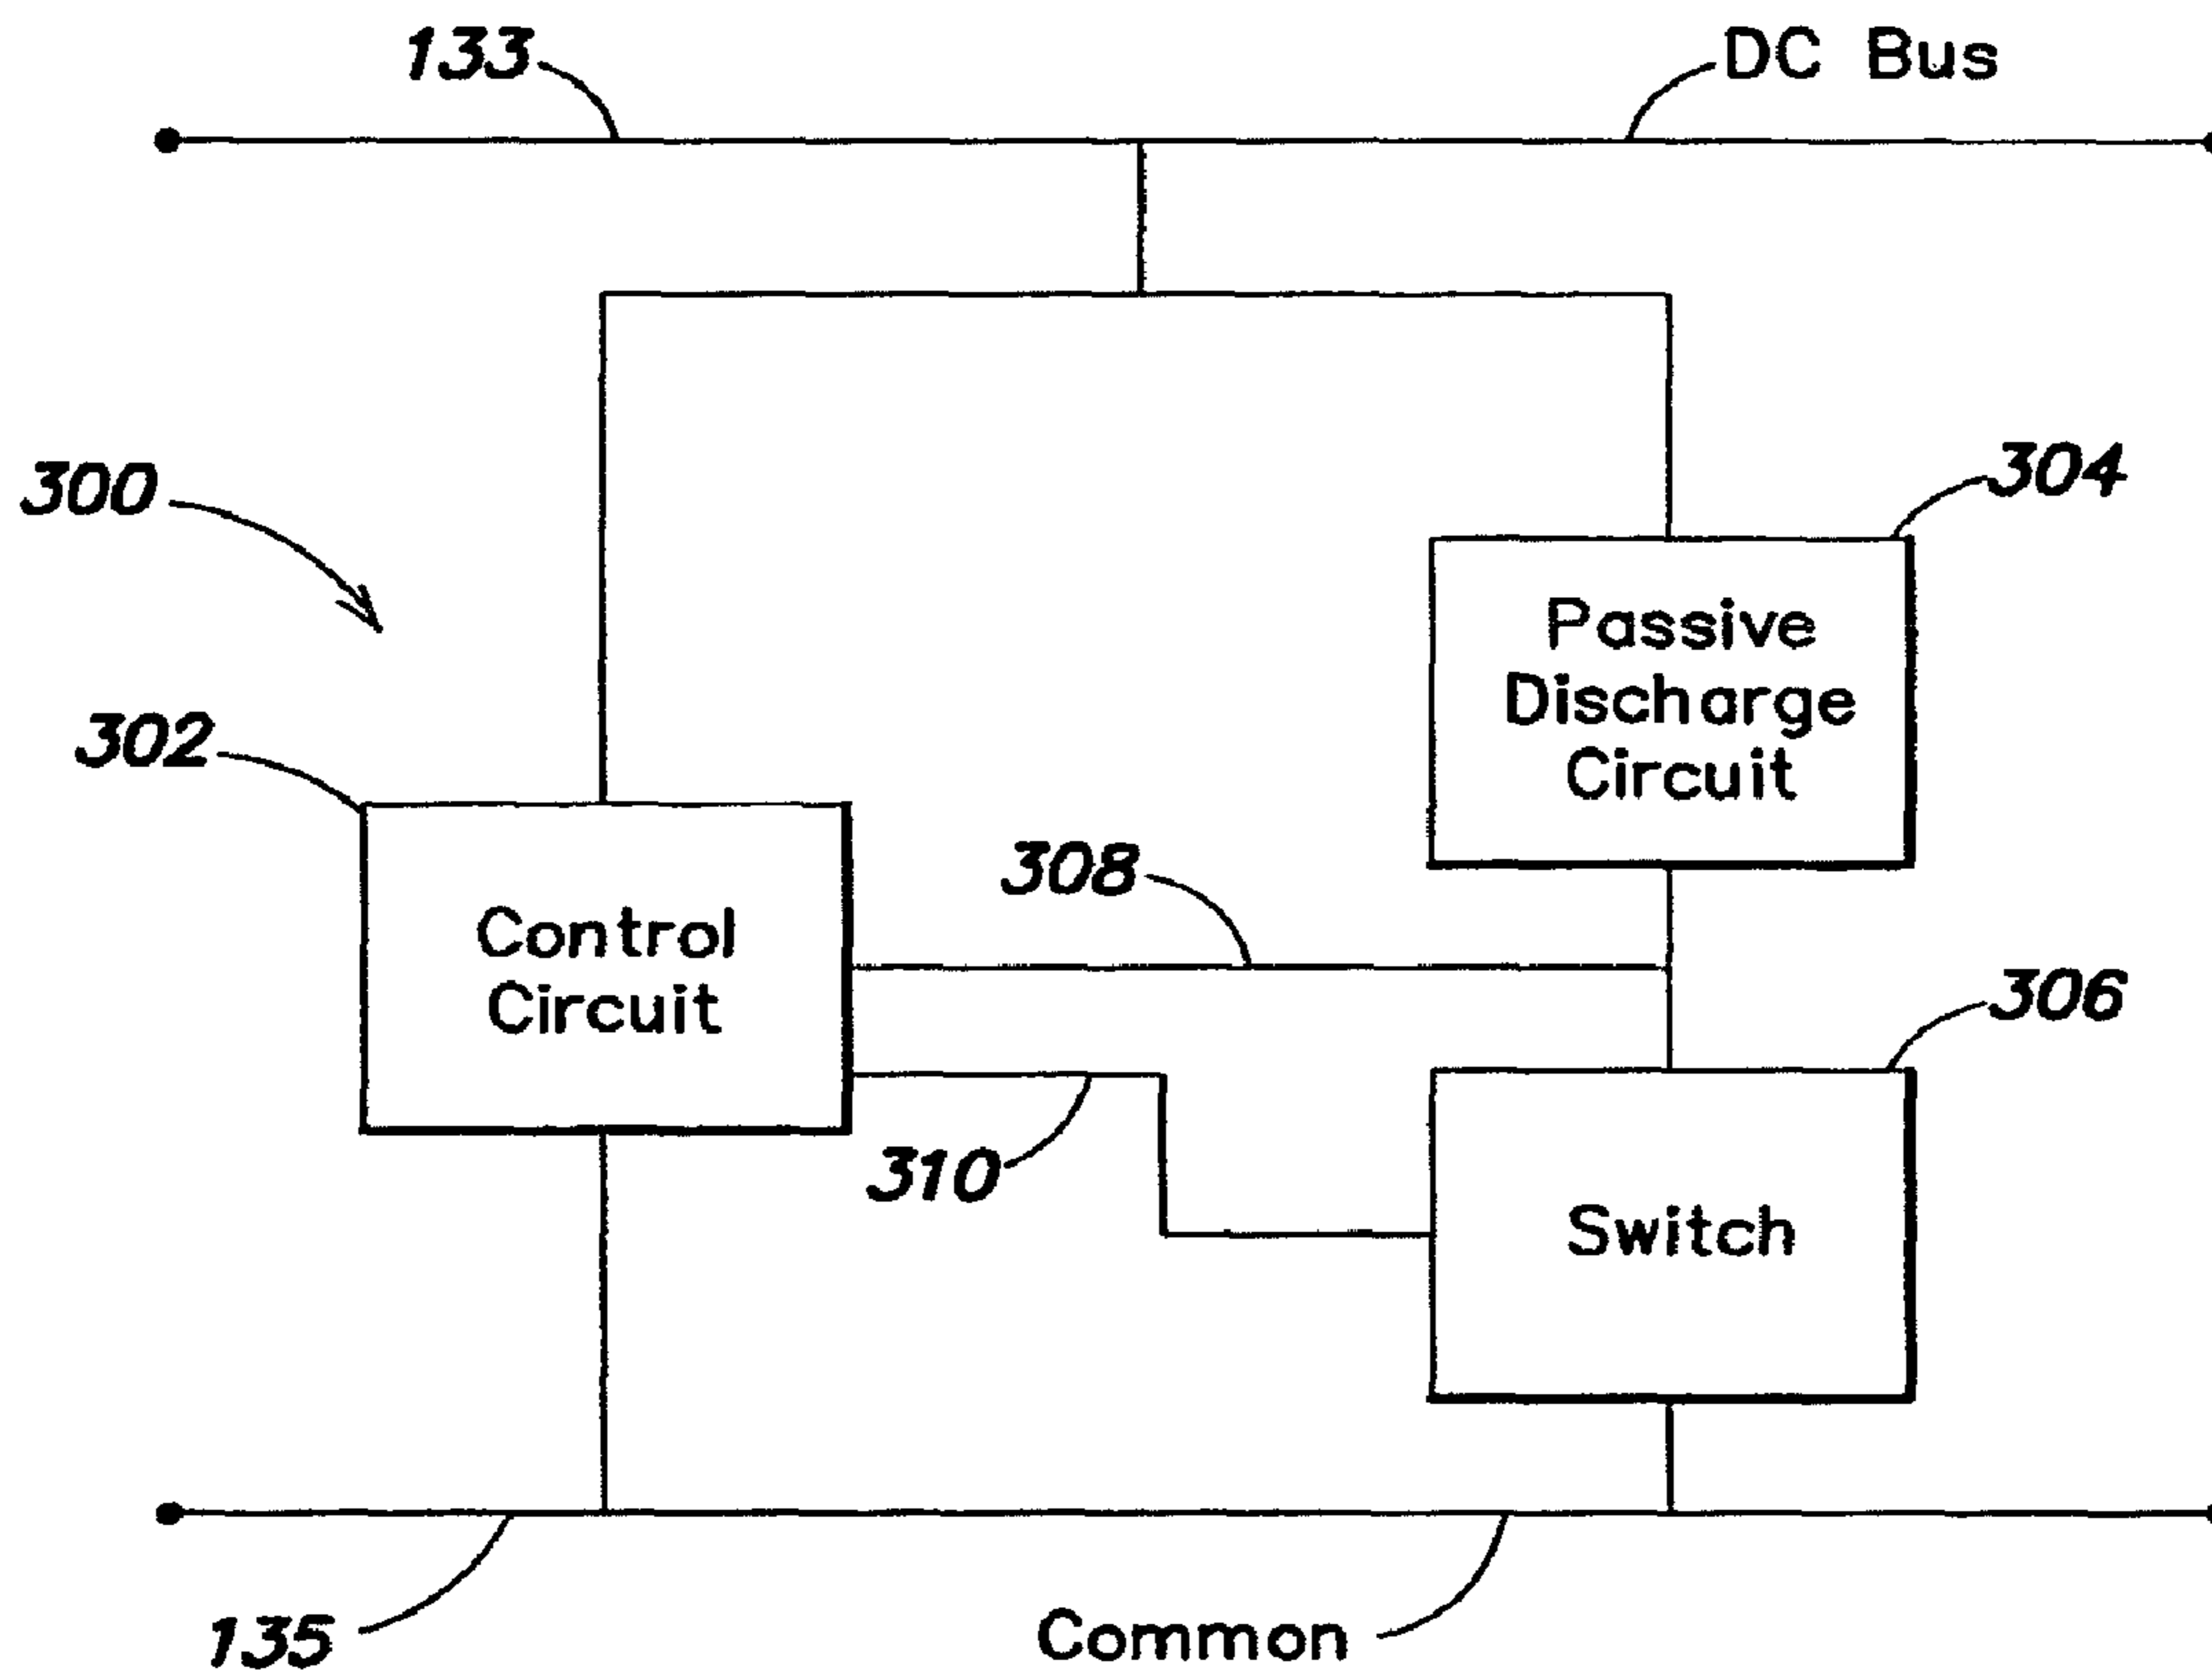 133
DC Bus
300
304
Passive
Discharge
Circuit
302
308
Control
Circuit
306
310
Switch
135
Common